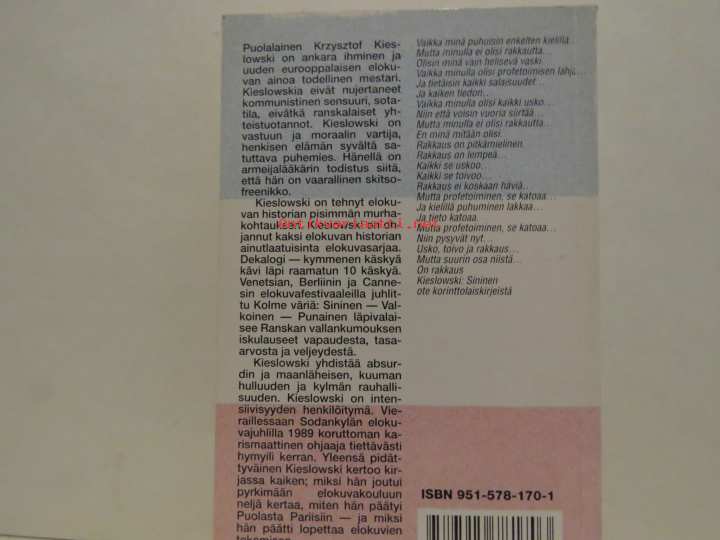 Puolalainen Krzysztof Kies-
lowski on ankara ihminen ja
uuden eurooppalaisen eloku-
van ainoa todellinen mestari.
Kieslowskia eivät nujertaneet
kommunistinen sensuuri, sota-
tila, eivätkä ranskalaiset yh-
teistuotannot. Kieslowski on
vastuun ja moraalin vartija,
henkisen elämän syvältä sa-
tuttava puhemies. Hänellä on
armeijalääkärin todistus siitä,
että hän on vaarallinen skitso-
freenikko.
Kieslowski on tehnyt eloku-
van historian pisimmän murha-
kohtauksen. Kieslowski on oh-
jannut kaksi elokuvan historian
ainutlaatuisinta elokuvasarjaa.
Dekalogi — kymmenen käskyä
kävi läpi raamatun 10 käskyä.
Venetsian, Berliinin ja Cannes-
in elokuvafestivaaleilla juhlit-
tu Kolme väriä: Sininen — Val-
koinen — Punainen läpivalai-
see Ranskan vallankumouksen
iskulauseet vapaudesta, tasa-
arvosta ja veljeydestä.
Kieslowski yhdistää absur-
din ja maanläheisen, kuuman
hulluuden ja kylmän rauhalli-
suuden. Kieslowski on inten-
siivisyyden henkilöitymä. Vie-
raillessaan Sodankylän eloku-
vajuhlilla 1989 koruttoman ka-
rismaattinen ohjaaja tiettävästi
hymyili kerran. Yleensä pidät-
tyväinen Kieslowski kertoo kir-
jassa kaiken; miksi hän joutui
pyrkimään elokuvakouluun
neljä kertaa, miten hän päätyi
Puolasta Pariisiin — ja miksi
hän päätti lopettaa elokuvien
Vaikka minä puhuisin enkelten kielillä...
Mutta minulla ei olisi rakkautta...
Olisin minä vain helisevä vaski
Vaikka minulla olisi profetoimisen lahja...
Ja tietäisin kaikki salaisuudet...
Ja kaiken tiedon...
Vaikka minulla olisi kaikki usko...
Niin että voisin vuoria siirtää...
Mutta minulla ei olisi rakkautta...
En minä mitään olisi.
Rakkaus on pitkämielinen.
Rakkaus on lempeä...
Kaikki se uskoo...
Kaikki se toivoo...
Rakkaus ei koskaan häviä...
Mutta profetoiminen, se katoaa...
Ja kielillä puhuminen lakkaa...
Ja tieto katoaa.
Mutta profetoiminen, se katoaa...
Niin pysyvät nyt...
Usko, toivo ja rakkaus...
Mutta suurin osa niistä...
On rakkaus
Kieslowski: Sininen
ote korinttolaiskirjeistä
ISBN 951-578-170-1